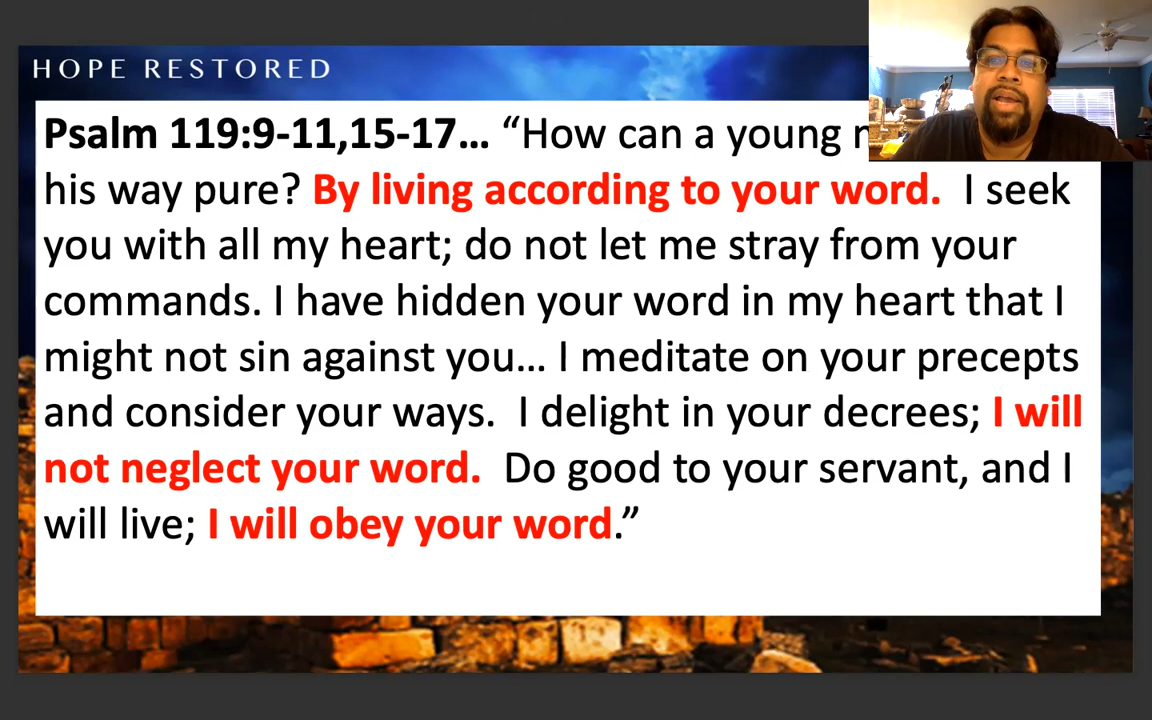 HOPE RESTORED
Psalm 119:9-11,15-17... “How can a young
his way pure? By living according to your word. I seek
you with all my heart; do not let me stray from your
commands. I have hidden your word in my heart that I
might not sin against you... I meditate on your precepts
and consider your ways. I delight in your decrees; I will
not neglect your word. Do good to your servant, and I
will live; I will obey your word.”